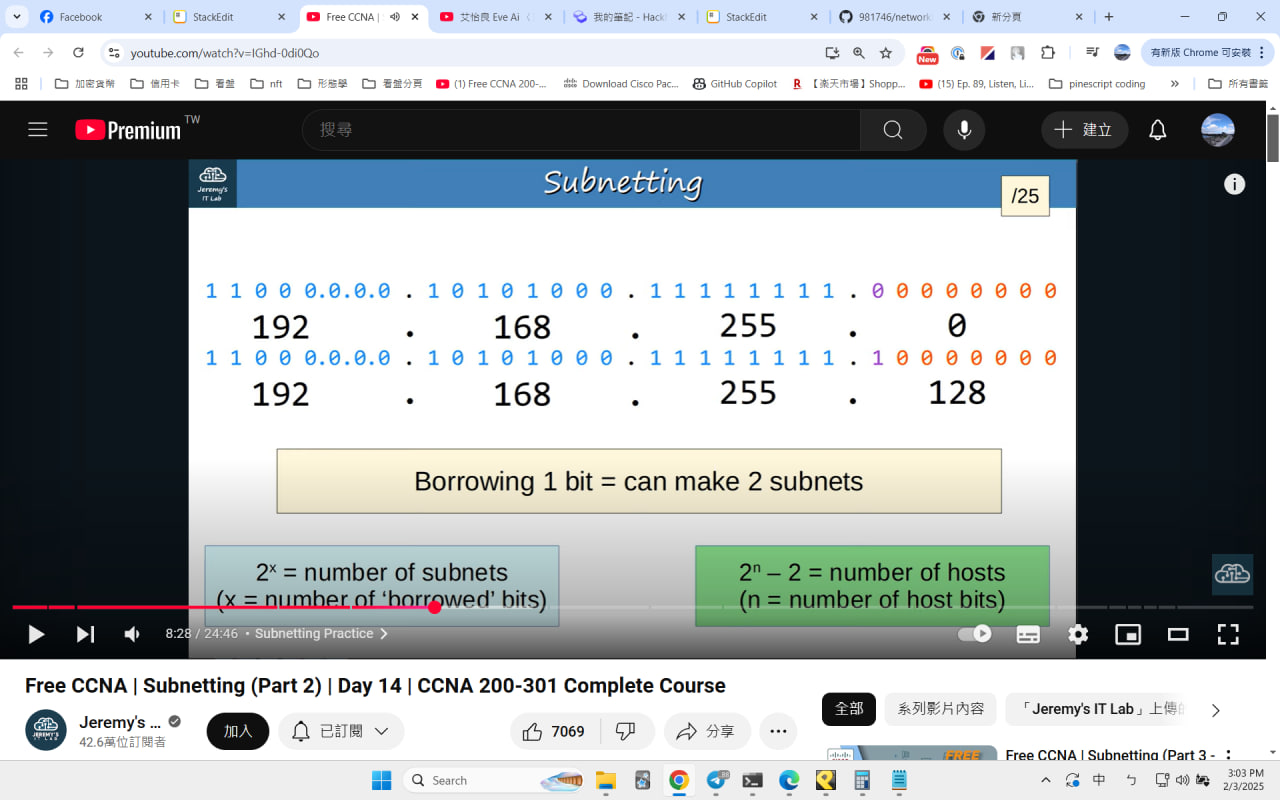 Facebook
StackEdit
Free CCNA |
艾怡良 Eve Ai
我的筆記 - Hack
StackEdit
981746/network
新分頁
youtube.com/watch?v=IGhd-0di0Qo
New
有新版 Chrome 可安裝
加密貨幣
信用卡
看盤
nft
形態學
看盤分頁
(1) Free CCNA 200-...
Download Cisco Pac...
GitHub Copilot
【楽天市場】Shopp...
(15) Ep. 89, Listen, Li...
pinescript coding
所有書籤
Premium TW
搜尋
建立
Jeremy's
IT Lab
Subnetting
/25
1 1 0 0 0.0.0.0 . 1 0 1 0 1 0 0 0 . 1 1 1 1 1 1 1 1 . 0 0 0 0 0 0 0 0
192 . 168 . 255 . 0
1 1 0 0 0.0.0.0 . 1 0 1 0 1 0 0 0 . 1 1 1 1 1 1 1 1 . 1 0 0 0 0 0 0 0
192 . 168 . 255 . 128
Borrowing 1 bit = can make 2 subnets
2ˣ = number of subnets
(x = number of ‘borrowed’ bits)
2ⁿ – 2 = number of hosts
(n = number of host bits)
8:28 / 24:46 • Subnetting Practice
Free CCNA | Subnetting (Part 2) | Day 14 | CCNA 200-301 Complete Course
Jeremy's ...
42.6萬位訂閱者
加入
已訂閱
7069
分享
全部
系列影片內容
「Jeremy's IT Lab」上傳的
FREE
Free CCNA | Subnetting (Part 3 -
Search
88
中
ㄅ
3:03 PM
2/3/2025